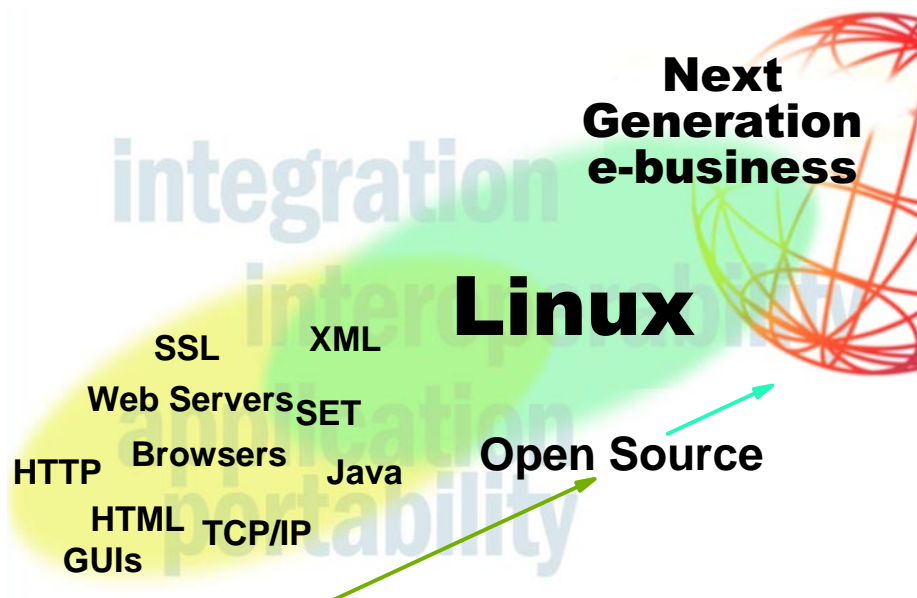 Next
Generation
e-business
integration
interoperability
Linux
SSL
XML
Web Servers
SET
application
Open Source
Browsers
HTTP
Java
portability
HTML
TCP/IP
GUIs